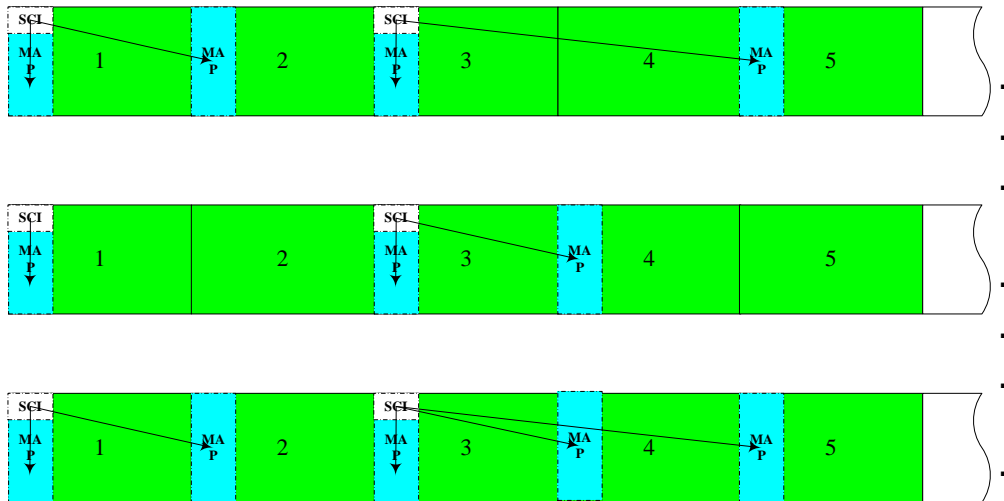 SCI SCI
MA 1 MA 2 MA 3 4 MA 5
P P P P
SCI SCI
MA 1 2 MA 3 MA 4 5
P P P
SCI SCI
MA 1 MA 2 MA 3 MA 4 MA 5
P P P P P